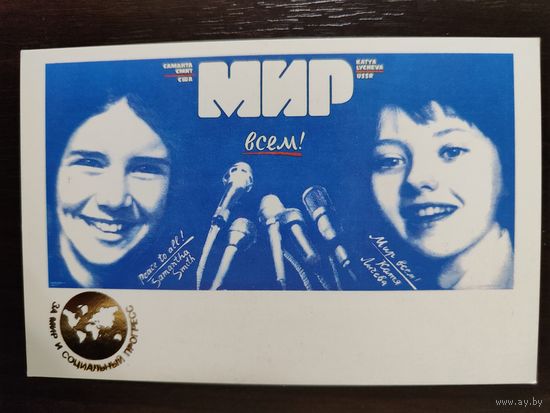 САМАНТА
СМИТ
США
МИР
KATYA
LYCHEVA
USSR
всем!
Peace to all!
Samantha
Smith
Мир всем!
Катя
Лычева
ЗА МИР И СОЦИАЛЬНЫЙ ПРОГРЕСС
www.ay.by